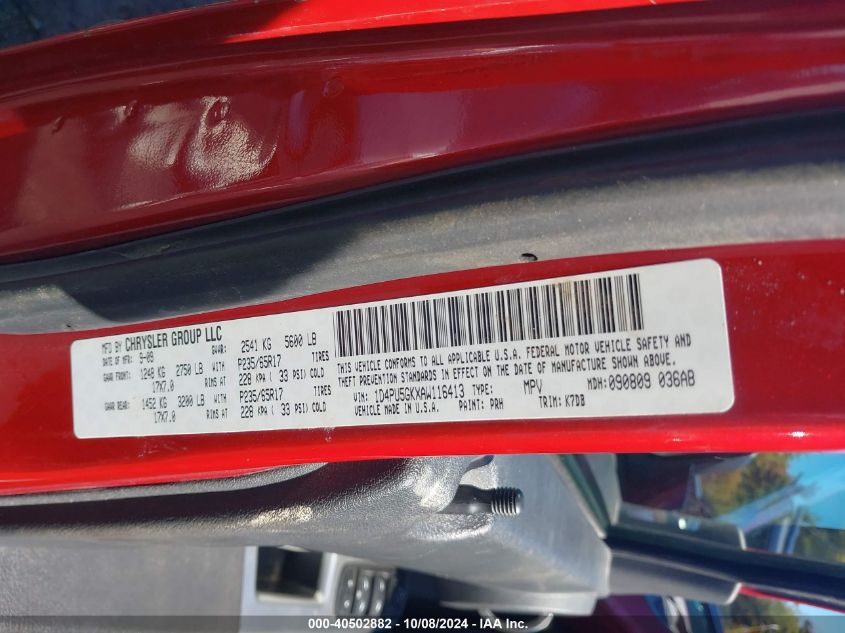 MFD BY CHRYSLER GROUP LLC
DATE OF MFR: 9-09 GVWR: 2541 KG 5600 LB
GAWR FRONT: 1248 KG 2750 LB WITH P235/65R17 TIRES
17X7.0 RIMS AT 228 KPA ( 33 PSI) COLD
GAWR REAR: 1452 KG 3200 LB WITH P235/65R17 TIRES
17X7.0 RIMS AT 228 KPA ( 33 PSI) COLD
THIS VEHICLE CONFORMS TO ALL APPLICABLE U.S.A. FEDERAL MOTOR VEHICLE SAFETY AND
THEFT PREVENTION STANDARDS IN EFFECT ON THE DATE OF MANUFACTURE SHOWN ABOVE.
VIN: 1D4PU5GKXAW116413 TYPE: MPV MDH: 090809 036AB
VEHICLE MADE IN U.S.A. PAINT: PRH TRIM: K7DB
000-40502882 - 10/08/2024 - IAA Inc.